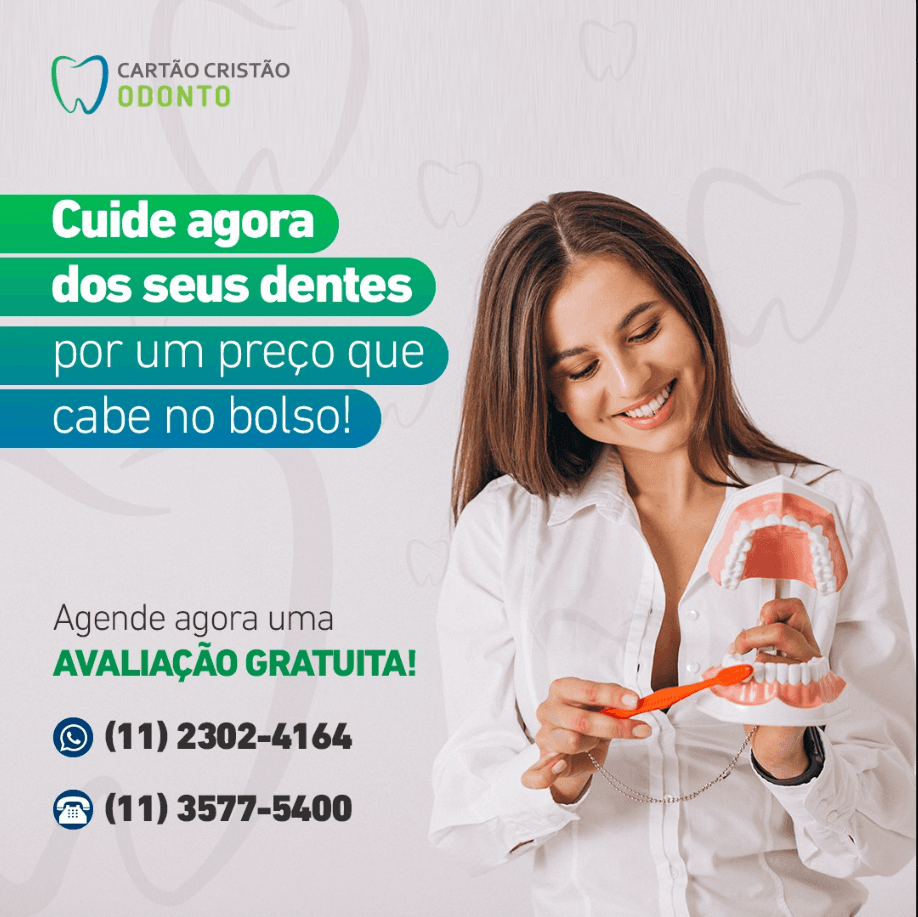 CARTÃO CRISTÃO
ODONTO
Cuide agora
dos seus dentes
por um preço que
cabe no bolso!
Agende agora uma
AVALIAÇÃO GRATUITA!
(11) 2302-4164
(11) 3577-5400